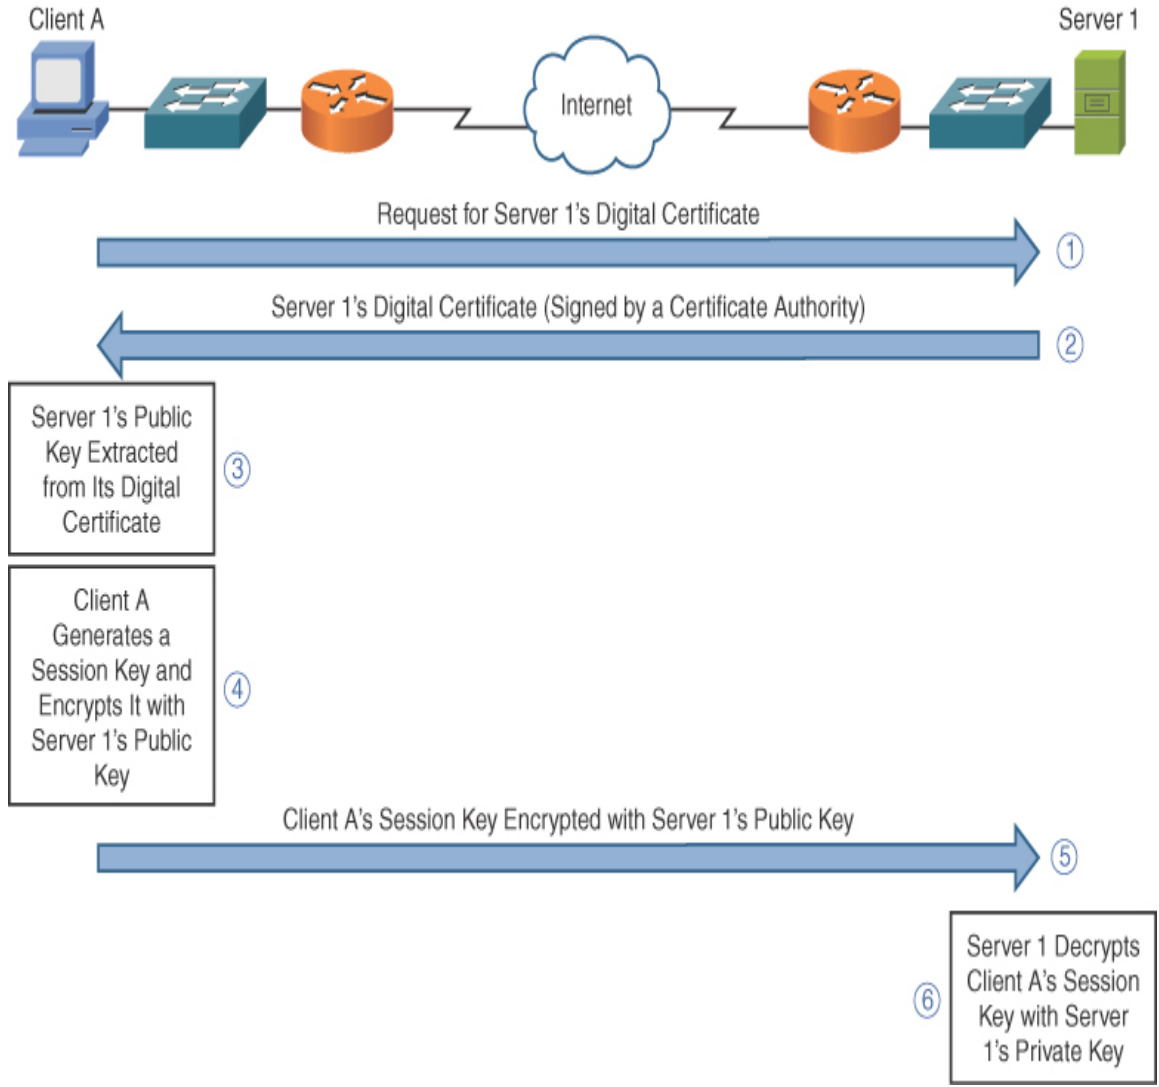 Client A
Server 1
Internet
Request for Server 1's Digital Certificate
1
Server 1's Digital Certificate (Signed by a Certificate Authority)
2
Server 1's Public
Key Extracted
from Its Digital
Certificate
3
Client A
Generates a
Session Key and
Encrypts It with
Server 1's Public
Key
4
Client A's Session Key Encrypted with Server 1's Public Key
5
Server 1 Decrypts
Client A's Session
Key with Server
1's Private Key
6